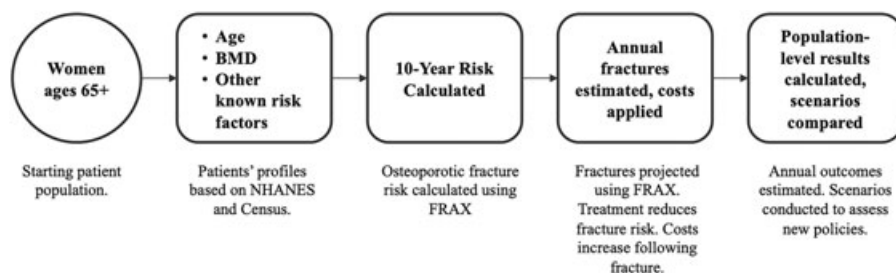 Women
ages 65+
• Age
• BMD
• Other
known risk
factors
10-Year Risk
Calculated
Annual
fractures
estimated, costs
applied
Population-
level results
calculated,
scenarios
compared
Starting patient
population.
Patients' profiles
based on NHANES
and Census.
Osteoporotic fracture
risk calculated using
FRAX
Fractures projected
using FRAX.
Treatment reduces
fracture risk. Costs
increase following
fracture.
Annual outcomes
estimated. Scenarios
conducted to assess
new policies.